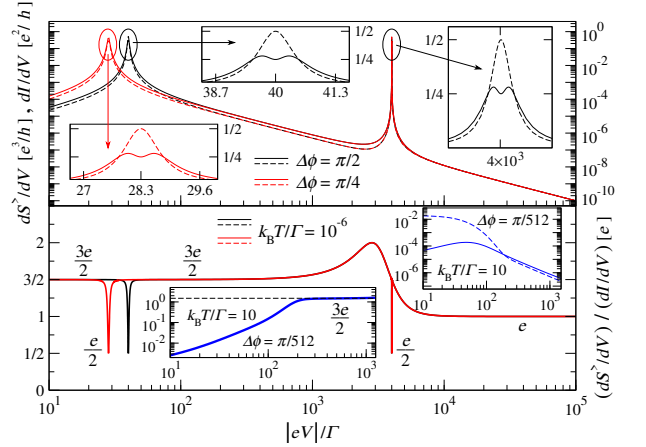 dS^>/dV [e³/h], dI/dV [e²/h]
1/2
1/4
38.7 40 41.3
1/2
1/4
4×10³
10⁰
10⁻²
10⁻⁴
10⁻⁶
10⁻⁸
10⁻¹⁰
1/2
1/4
27 28.3 29.6
Δϕ = π/2
Δϕ = π/4
k_BT/Γ = 10⁻⁶
2
3/2
1
1/2
0
3e/2
3e/2
e/2
e/2
e
10⁰
10⁻¹
10⁻²
k_BT/Γ = 10
Δϕ = π/512
3e/2
10¹ 10² 10³
10⁰
10⁻²
10⁻⁴
10⁻⁶
Δϕ = π/512
k_BT/Γ = 10
10¹ 10² 10³
(dS^>/dV) / (dI/dV) [e]
10¹ 10² 10³ 10⁴ 10⁵
|eV|/Γ